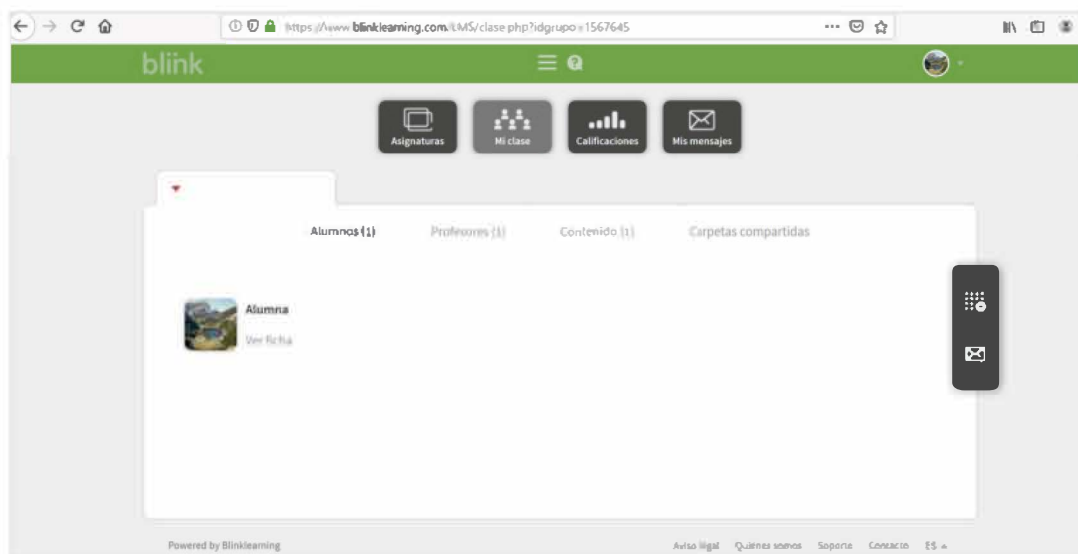 https://www.blinklearning.com/LMS/clase.php?idgrupo=1567645
blink
Asignaturas
Mi clase
Calificaciones
Mis mensajes
Alumnos (1)
Profesores (1)
Contenido (1)
Carpetas compartidas
Alumna
Ver ficha
Powered by Blinklearning
Aviso legal
Quiénes somos
Soporte
Contacto
ES